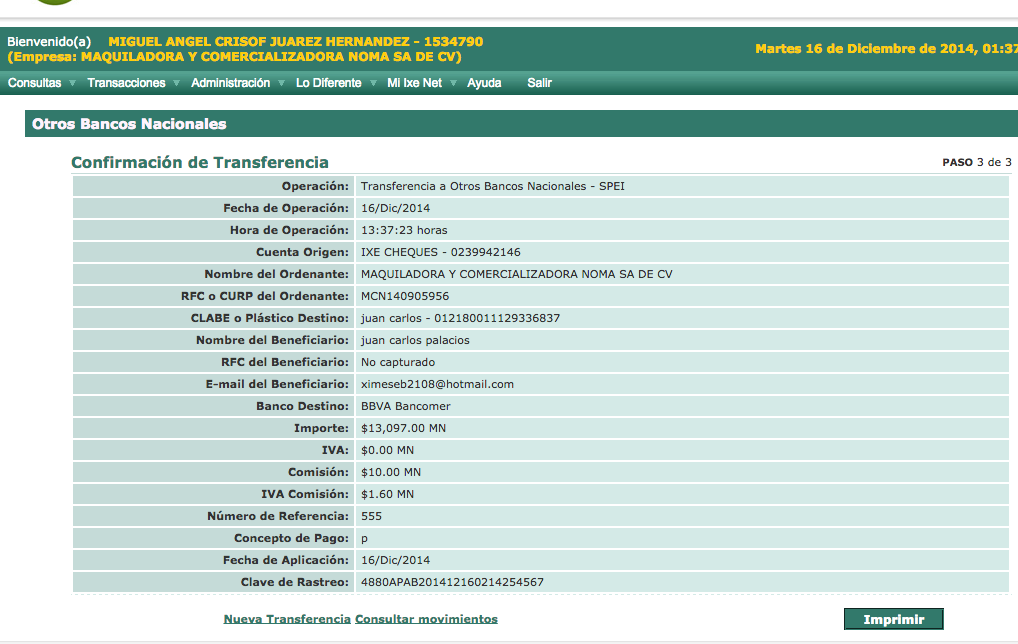 Bienvenido(a) MIGUEL ANGEL CRISOF JUAREZ HERNANDEZ - 1534790
(Empresa: MAQUILADORA Y COMERCIALIZADORA NOMA SA DE CV)
Martes 16 de Diciembre de 2014, 01:37
Consultas Transacciones Administración Lo Diferente Mi Ixe Net Ayuda Salir
Otros Bancos Nacionales
Confirmación de Transferencia PASO 3 de 3
Operación: Transferencia a Otros Bancos Nacionales - SPEI
Fecha de Operación: 16/Dic/2014
Hora de Operación: 13:37:23 horas
Cuenta Origen: IXE CHEQUES - 0239942146
Nombre del Ordenante: MAQUILADORA Y COMERCIALIZADORA NOMA SA DE CV
RFC o CURP del Ordenante: MCN140905956
CLABE o Plástico Destino: juan carlos - 012180011129336837
Nombre del Beneficiario: juan carlos palacios
RFC del Beneficiario: No capturado
E-mail del Beneficiario: ximeseb2108@hotmail.com
Banco Destino: BBVA Bancomer
Importe: $13,097.00 MN
IVA: $0.00 MN
Comisión: $10.00 MN
IVA Comisión: $1.60 MN
Número de Referencia: 555
Concepto de Pago: p
Fecha de Aplicación: 16/Dic/2014
Clave de Rastreo: 4880APAB201412160214254567
Nueva Transferencia Consultar movimientos Imprimir